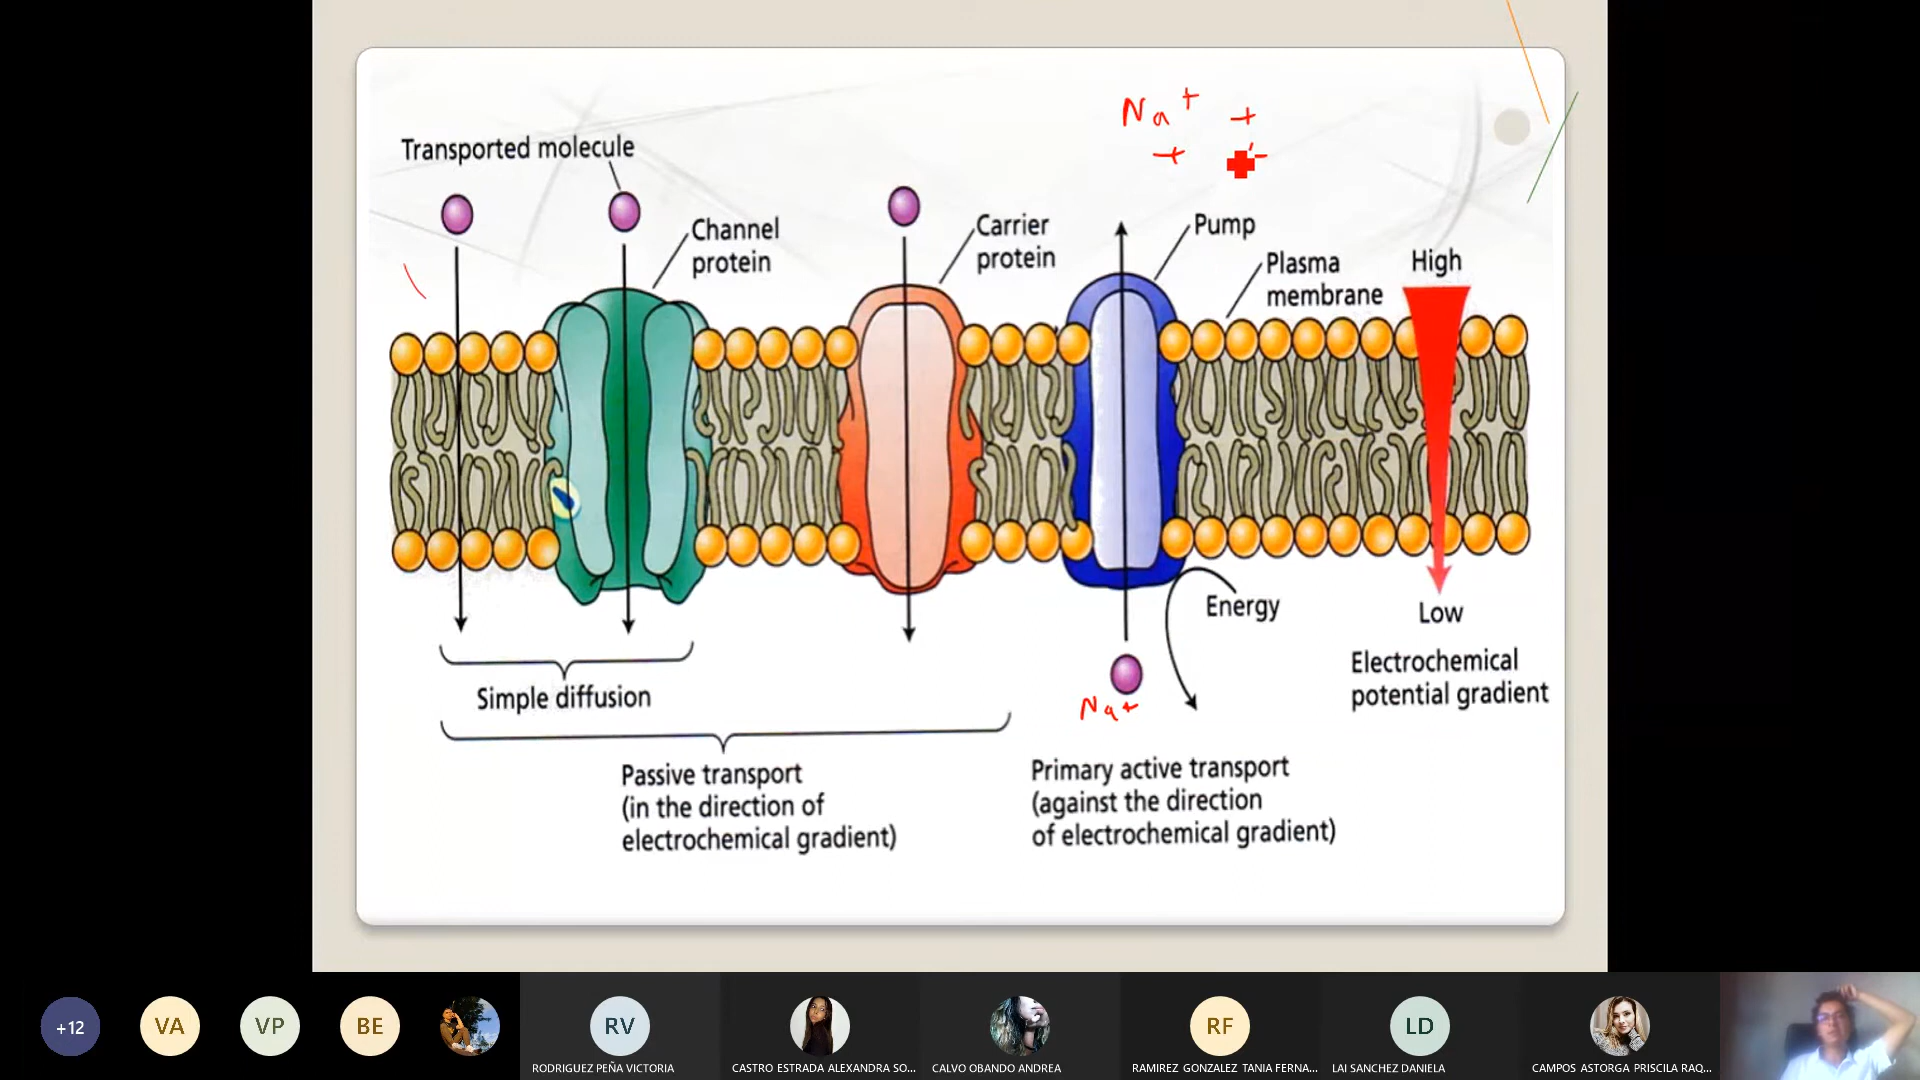 Na+ +
+ +
Transported molecule
Channel
protein
Carrier
protein
Pump
Plasma
membrane
High
Energy
Low
Electrochemical
potential gradient
Na+
Simple diffusion
Passive transport
(in the direction of
electrochemical gradient)
Primary active transport
(against the direction
of electrochemical gradient)
+12
VA
VP
BE
RV
RF
LD
RODRIGUEZ PEÑA VICTORIA
CASTRO ESTRADA ALEXANDRA SO...
CALVO OBANDO ANDREA
RAMIREZ GONZALEZ TANIA FERNA...
LAI SANCHEZ DANIELA
CAMPOS ASTORGA PRISCILA RAQ...